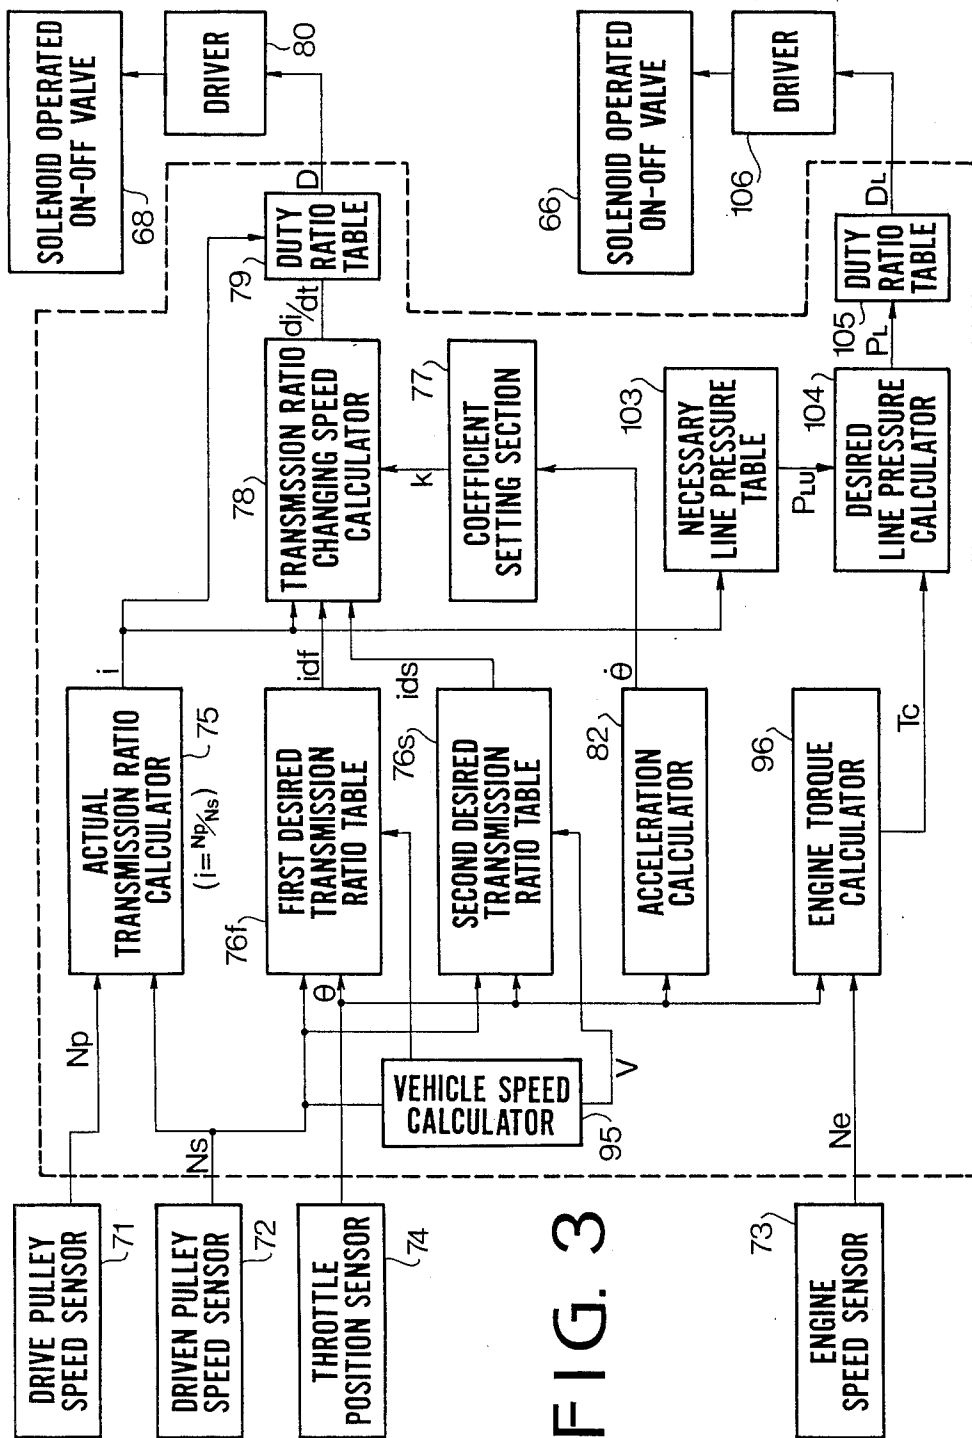 DRIVE PULLEY
SPEED SENSOR
71
DRIVEN PULLEY
SPEED SENSOR
72
THROTTLE
POSITION SENSOR
74
FIG. 3
ENGINE
SPEED SENSOR
73
Np
Ns
θ
VEHICLE SPEED
CALCULATOR
95
V
Ne
ACTUAL
TRANSMISSION RATIO
CALCULATOR
75
(i=Np/Ns)
FIRST DESIRED
TRANSMISSION
RATIO TABLE
76f
SECOND DESIRED
TRANSMISSION
RATIO TABLE
76s
ACCELERATION
CALCULATOR
82
ENGINE TORQUE
CALCULATOR
96
i
idf
ids
θ̇
Tc
TRANSMSSION RATIO
CHANGING SPEED
CALCULATOR
78
k
COEFFICIENT
SETTING SECTION
77
NECESSARY
LINE PRESSURE
TABLE
103
PLU
DESIRED
LINE PRESSURE
CALCULATOR
104
di/dt
PL
DUTY
RATIO
TABLE
79
DUTY
RATIO
TABLE
105
D
DL
DRIVER
80
DRIVER
106
SOLENOID OPERATED
ON-OFF VALVE
68
SOLENOID OPERATED
ON-OFF VALVE
66